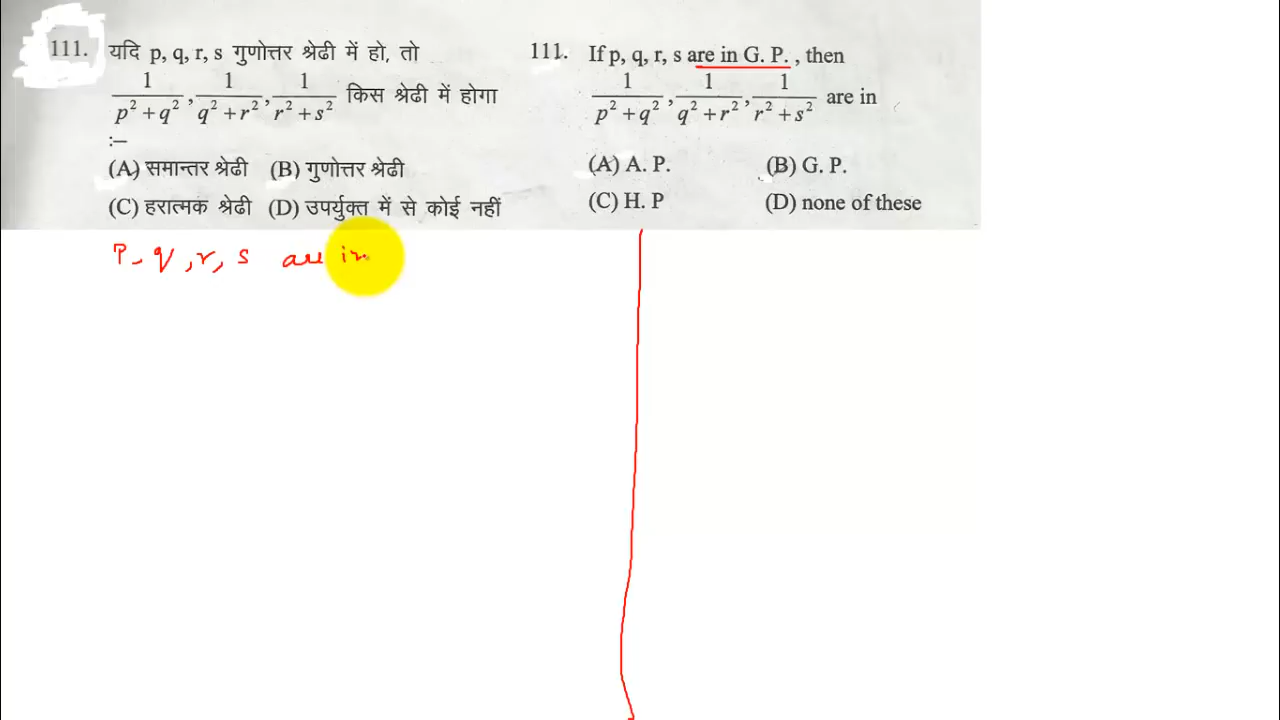 111. यदि p, q, r, s गुणोत्तर श्रेढी में हो, तो
1/(p² + q²), 1/(q² + r²), 1/(r² + s²) किस श्रेढी में होगा
:–
(A) समान्तर श्रेढी (B) गुणोत्तर श्रेढी
(C) हरात्मक श्रेढी (D) उपर्युक्त में से कोई नहीं
111. If p, q, r, s are in G. P. , then
1/(p² + q²), 1/(q² + r²), 1/(r² + s²) are in
(A) A. P. (B) G. P.
(C) H. P (D) none of these
P, q, r, s are in